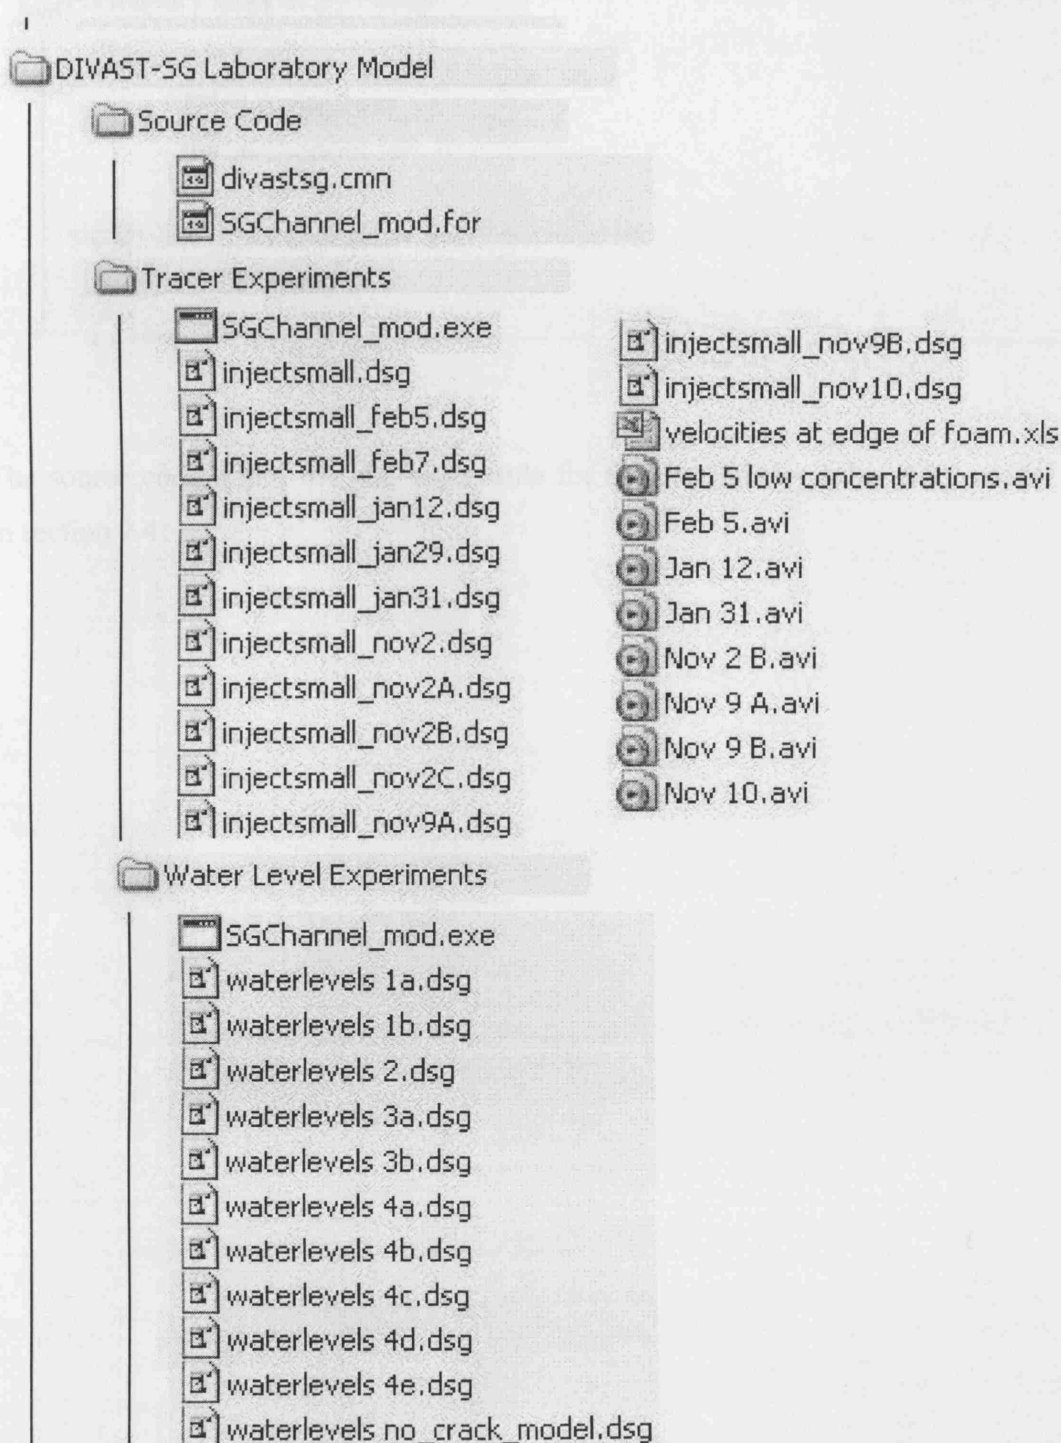 DIVAST-SG Laboratory Model
Source Code
divastsg.cmn
SGChannel_mod.for
Tracer Experiments
SGChannel_mod.exe
injectsmall.dsg
injectsmall_feb5.dsg
injectsmall_feb7.dsg
injectsmall_jan12.dsg
injectsmall_jan29.dsg
injectsmall_jan31.dsg
injectsmall_nov2.dsg
injectsmall_nov2A.dsg
injectsmall_nov2B.dsg
injectsmall_nov2C.dsg
injectsmall_nov9A.dsg
injectsmall_nov9B.dsg
injectsmall_nov10.dsg
velocities at edge of foam.xls
Feb 5 low concentrations.avi
Feb 5.avi
Jan 12.avi
Jan 31.avi
Nov 2 B.avi
Nov 9 A.avi
Nov 9 B.avi
Nov 10.avi
Water Level Experiments
SGChannel_mod.exe
waterlevels 1a.dsg
waterlevels 1b.dsg
waterlevels 2.dsg
waterlevels 3a.dsg
waterlevels 3b.dsg
waterlevels 4a.dsg
waterlevels 4b.dsg
waterlevels 4c.dsg
waterlevels 4d.dsg
waterlevels 4e.dsg
waterlevels no_crack_model.dsg